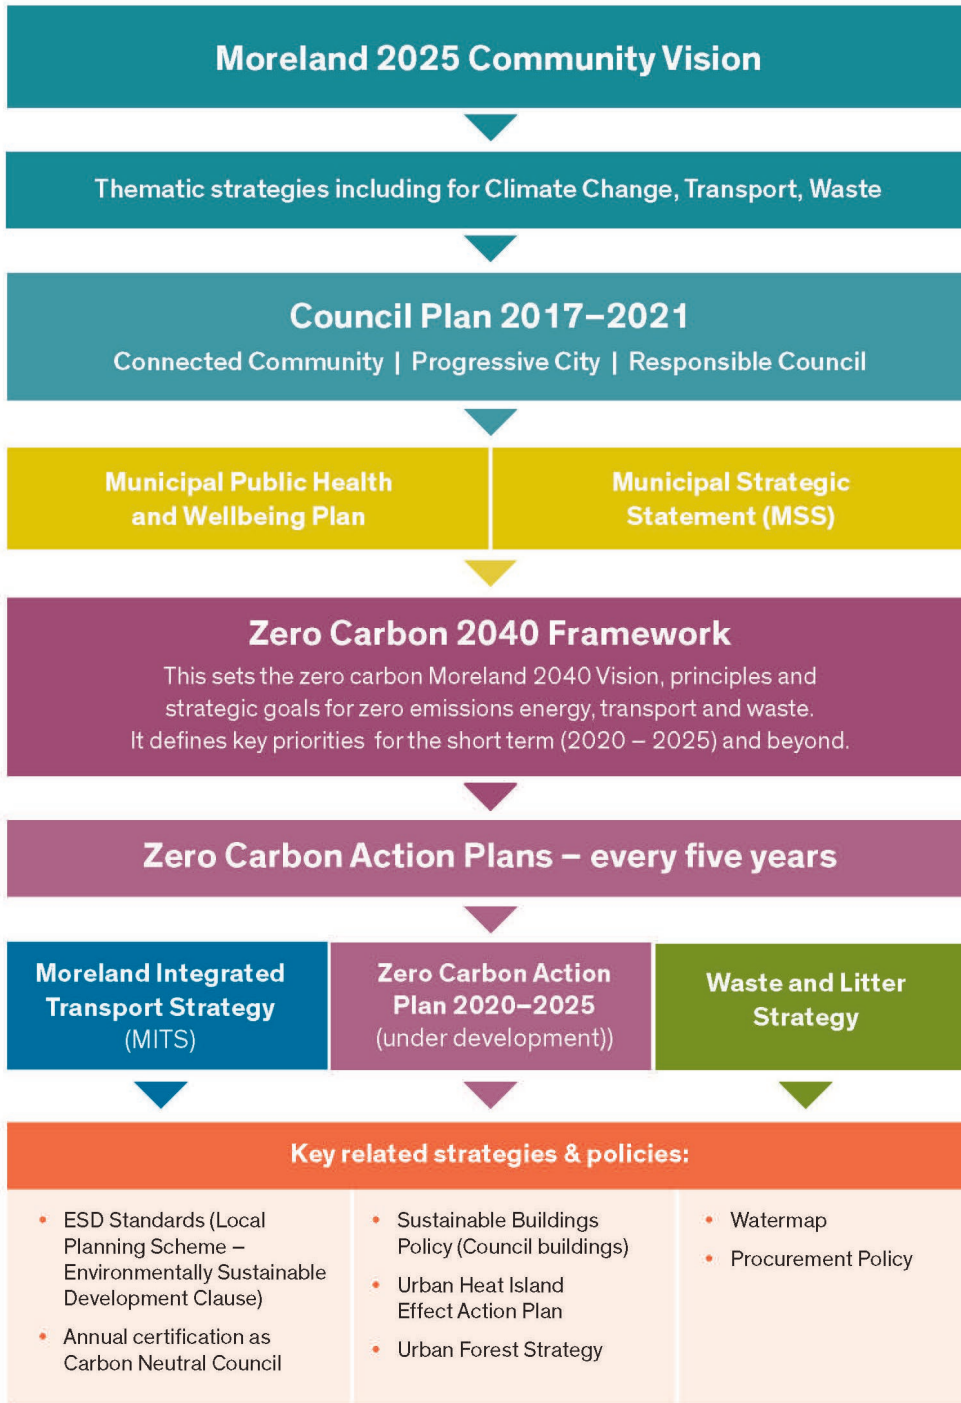 Moreland 2025 Community Vision
Thematic strategies including for Climate Change, Transport, Waste
Council Plan 2017–2021
Connected Community | Progressive City | Responsible Council
Municipal Public Health
and Wellbeing Plan
Municipal Strategic
Statement (MSS)
Zero Carbon 2040 Framework
This sets the zero carbon Moreland 2040 Vision, principles and
strategic goals for zero emissions energy, transport and waste.
It defines key priorities for the short term (2020 – 2025) and beyond.
Zero Carbon Action Plans – every five years
Moreland Integrated
Transport Strategy
(MITS)
Zero Carbon Action
Plan 2020–2025
(under development))
Waste and Litter
Strategy
Key related strategies & policies:
• ESD Standards (Local
Planning Scheme –
Environmentally Sustainable
Development Clause)
• Annual certification as
Carbon Neutral Council
• Sustainable Buildings
Policy (Council buildings)
• Urban Heat Island
Effect Action Plan
• Urban Forest Strategy
• Watermap
• Procurement Policy